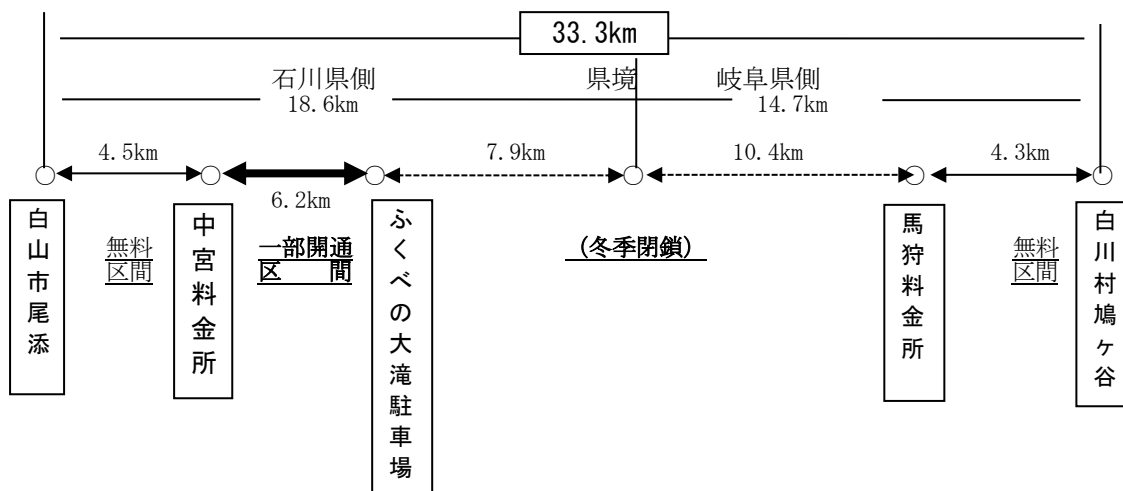 33.3km
石川県側
18.6km
県境
岐阜県側
14.7km
4.5km
6.2km
7.9km
10.4km
4.3km
白山市尾添
無料
区間
中宮料金所
一部開通
区　　間
ふくべの大滝駐車場
(冬季閉鎖)
馬狩料金所
無料
区間
白川村鳩ヶ谷